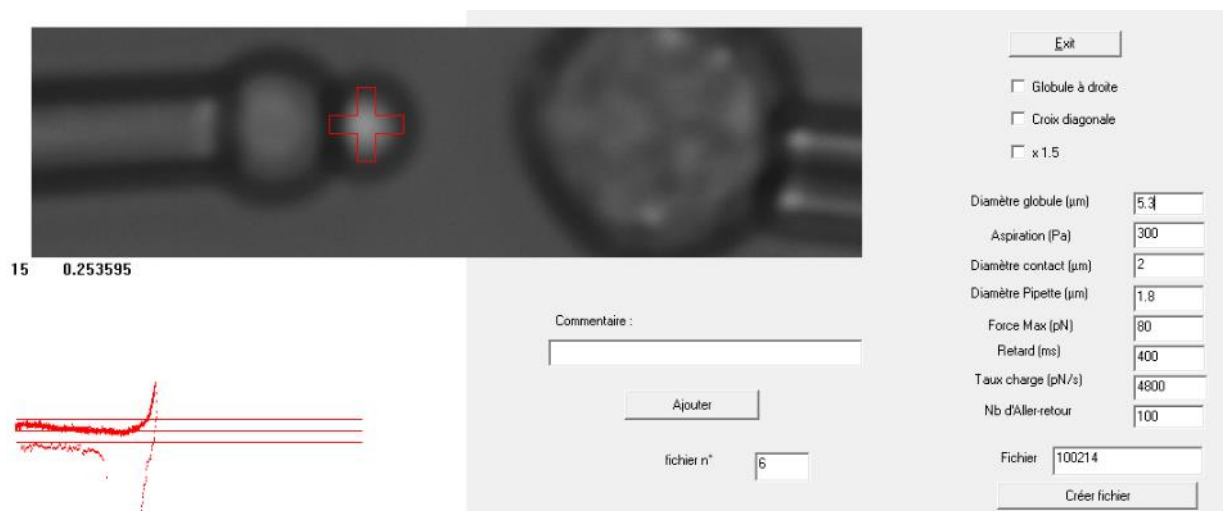 Exit
Globule à droite
Croix diagonale
x 1.5
Diamètre globule (µm) 5.3
Aspiration (Pa) 300
15 0.253595
Diamètre contact (µm) 2
Diamètre Pipette (µm) 1.8
Commentaire :
Force Max (pN) 80
Retard (ms) 400
Taux charge (pN/s) 4800
Ajouter
Nb d'Aller-retour 100
fichier n° 6
Fichier 100214
Créer fichier